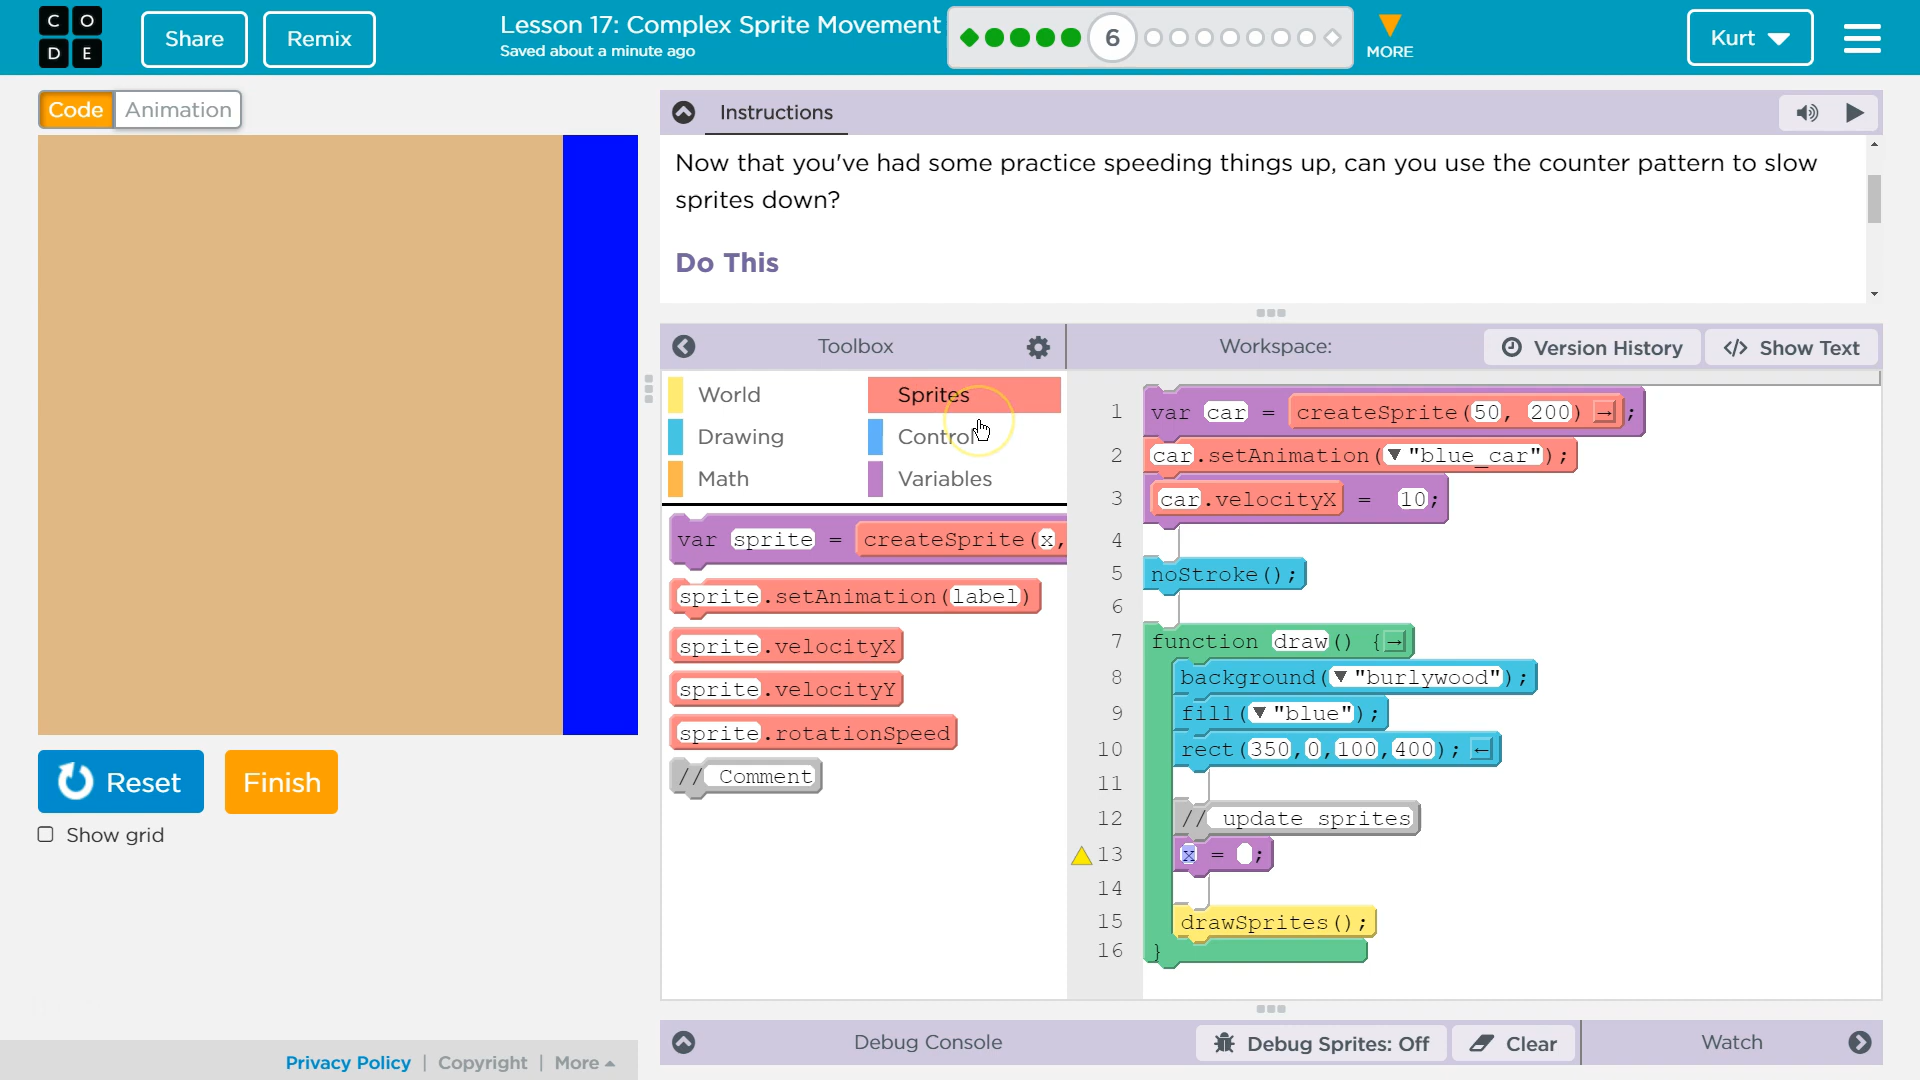 CODE
Share
Remix
Lesson 17: Complex Sprite Movement
Saved about a minute ago
6
MORE
Kurt
Code
Animation
Instructions
Now that you've had some practice speeding things up, can you use the counter pattern to slow
sprites down?
Do This
Toolbox
Workspace:
Version History
</> Show Text
World
Sprites
Drawing
Control
Math
Variables
var sprite = createSprite(x,
sprite.setAnimation(label)
sprite.velocityX
sprite.velocityY
sprite.rotationSpeed
// Comment
1 var car = createSprite(50, 200) → ;
2 car.setAnimation(▼ "blue_car");
3 car.velocityX = 10;
4
5 noStroke();
6
7 function draw() { →
8 background(▼ "burlywood");
9 fill(▼ "blue");
10 rect(350,0,100,400); ←
11
12 // update sprites
13 x = ;
14
15 drawSprites();
16 }
Reset
Finish
Show grid
Debug Console
Debug Sprites: Off
Clear
Watch
Privacy Policy | Copyright | More